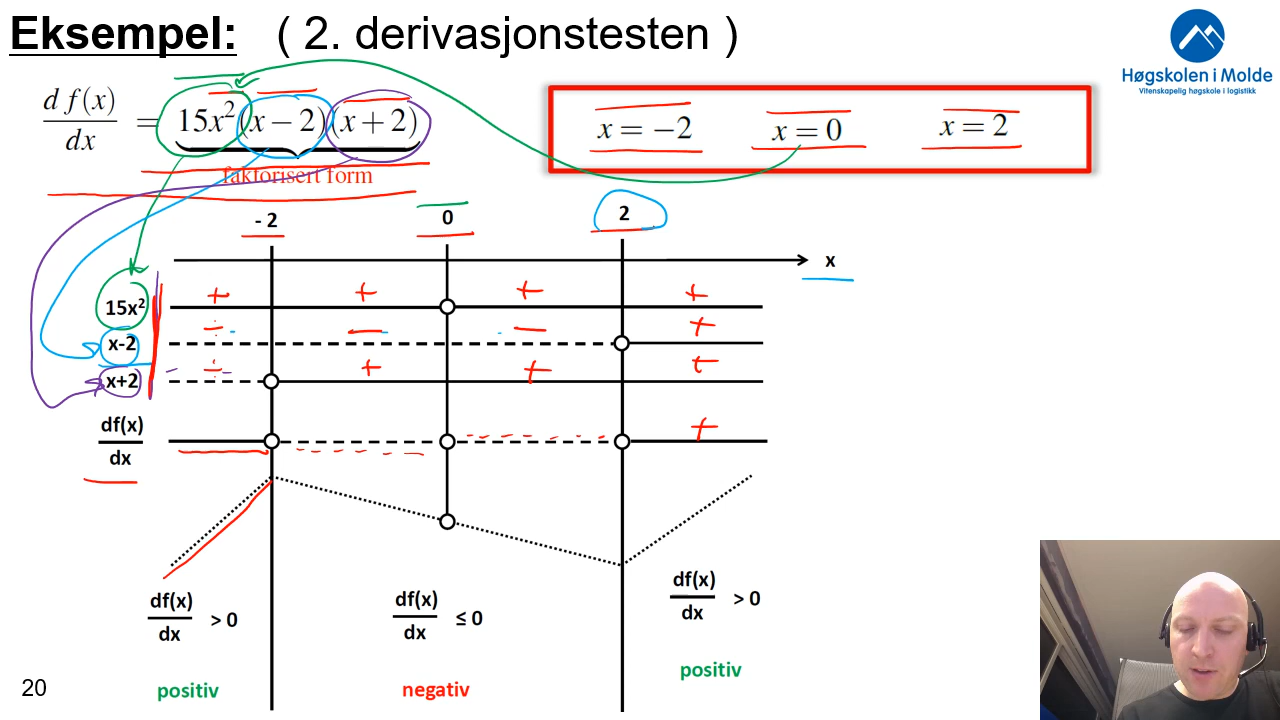 Eksempel: ( 2. derivasjonstesten )
Høgskolen i Molde
Vitenskapelig høgskole i logistikk
d f(x)
dx
= 15x²(x − 2)(x + 2)
faktorisert form
x = −2 x = 0 x = 2
- 2 0 2
x
15x² + + + +
x-2 ÷ − − +
x+2 ÷ + + +
df(x)
dx
+
df(x)
dx
> 0
df(x)
dx
≤ 0
df(x)
dx
> 0
positiv negativ positiv
20